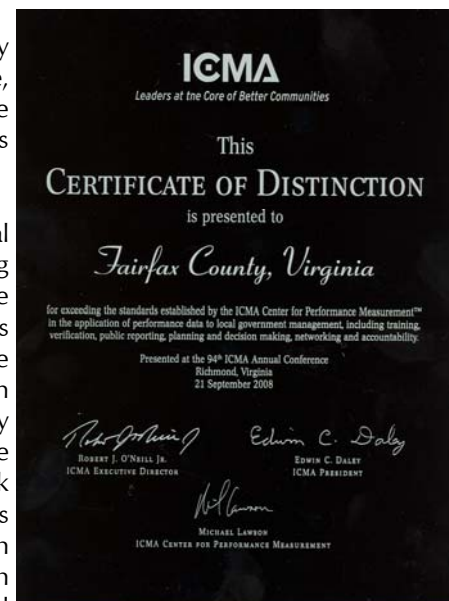 ICMA
Leaders at the Core of Better Communities
This
CERTIFICATE OF DISTINCTION
is presented to
Fairfax County, Virginia
for exceeding the standards established by the ICMA Center for Performance Measurement™
in the application of performance data to local government management, including training,
verification, public reporting, planning and decision making, networking and accountability.
Presented at the 94th ICMA Annual Conference
Richmond, Virginia
21 September 2008
Edwin C. Daley
ROBERT J. O'NEILL JR.
ICMA EXECUTIVE DIRECTOR
EDWIN C. DALEY
ICMA PRESIDENT
MICHAEL LAWSON
ICMA CENTER FOR PERFORMANCE MEASUREMENT